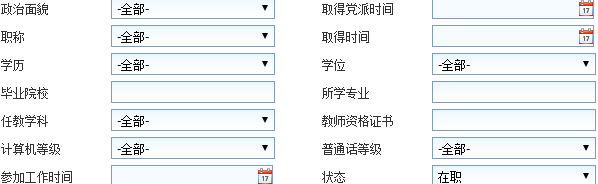 政治面貌 -全部- 取得党派时间 17
职称 -全部- 取得时间 17
学历 -全部- 学位 -全部-
毕业院校 所学专业
任教学科 -全部- 教师资格证书
计算机等级 -全部- 普通话等级 -全部-
参加工作时间 17 状态 在职